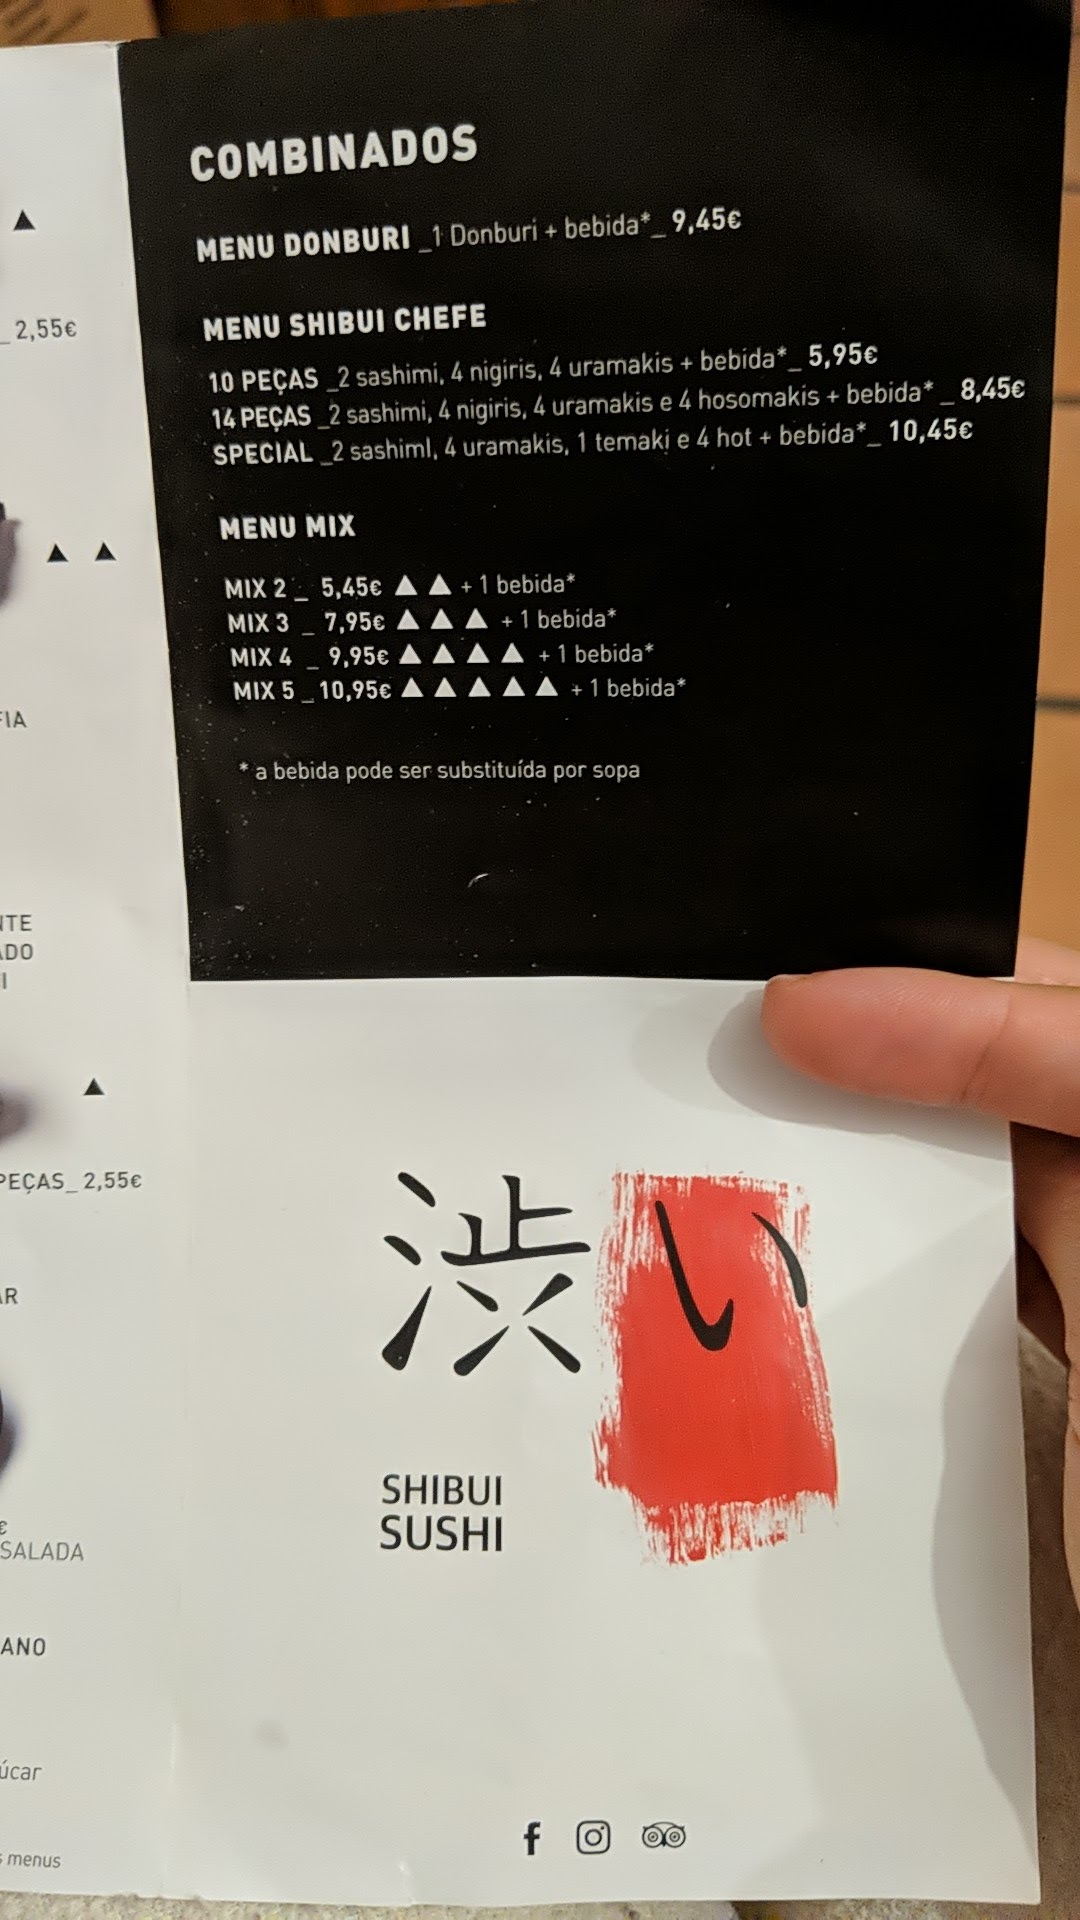 COMBINADOS
MENU DONBURI _1 Donburi + bebida*_ 9,45€
MENU SHIBUI CHEFE
10 PEÇAS _2 sashimi, 4 nigiris, 4 uramakis + bebida*_ 5,95€
14 PEÇAS _2 sashimi, 4 nigiris, 4 uramakis e 4 hosomakis + bebida* _ 8,45€
SPECIAL _2 sashiml, 4 uramakis, 1 temaki e 4 hot + bebida*_ 10,45€
MENU MIX
MIX 2 _ 5,45€ ▲ ▲ + 1 bebida*
MIX 3 _ 7,95€ ▲ ▲ ▲ + 1 bebida*
MIX 4 _ 9,95€ ▲ ▲ ▲ ▲ + 1 bebida*
MIX 5 _ 10,95€ ▲ ▲ ▲ ▲ ▲ + 1 bebida*
* a bebida pode ser substituída por sopa
渋い
SHIBUI
SUSHI
_ 2,55€
PEÇAS_ 2,55€
€
SALADA
menus